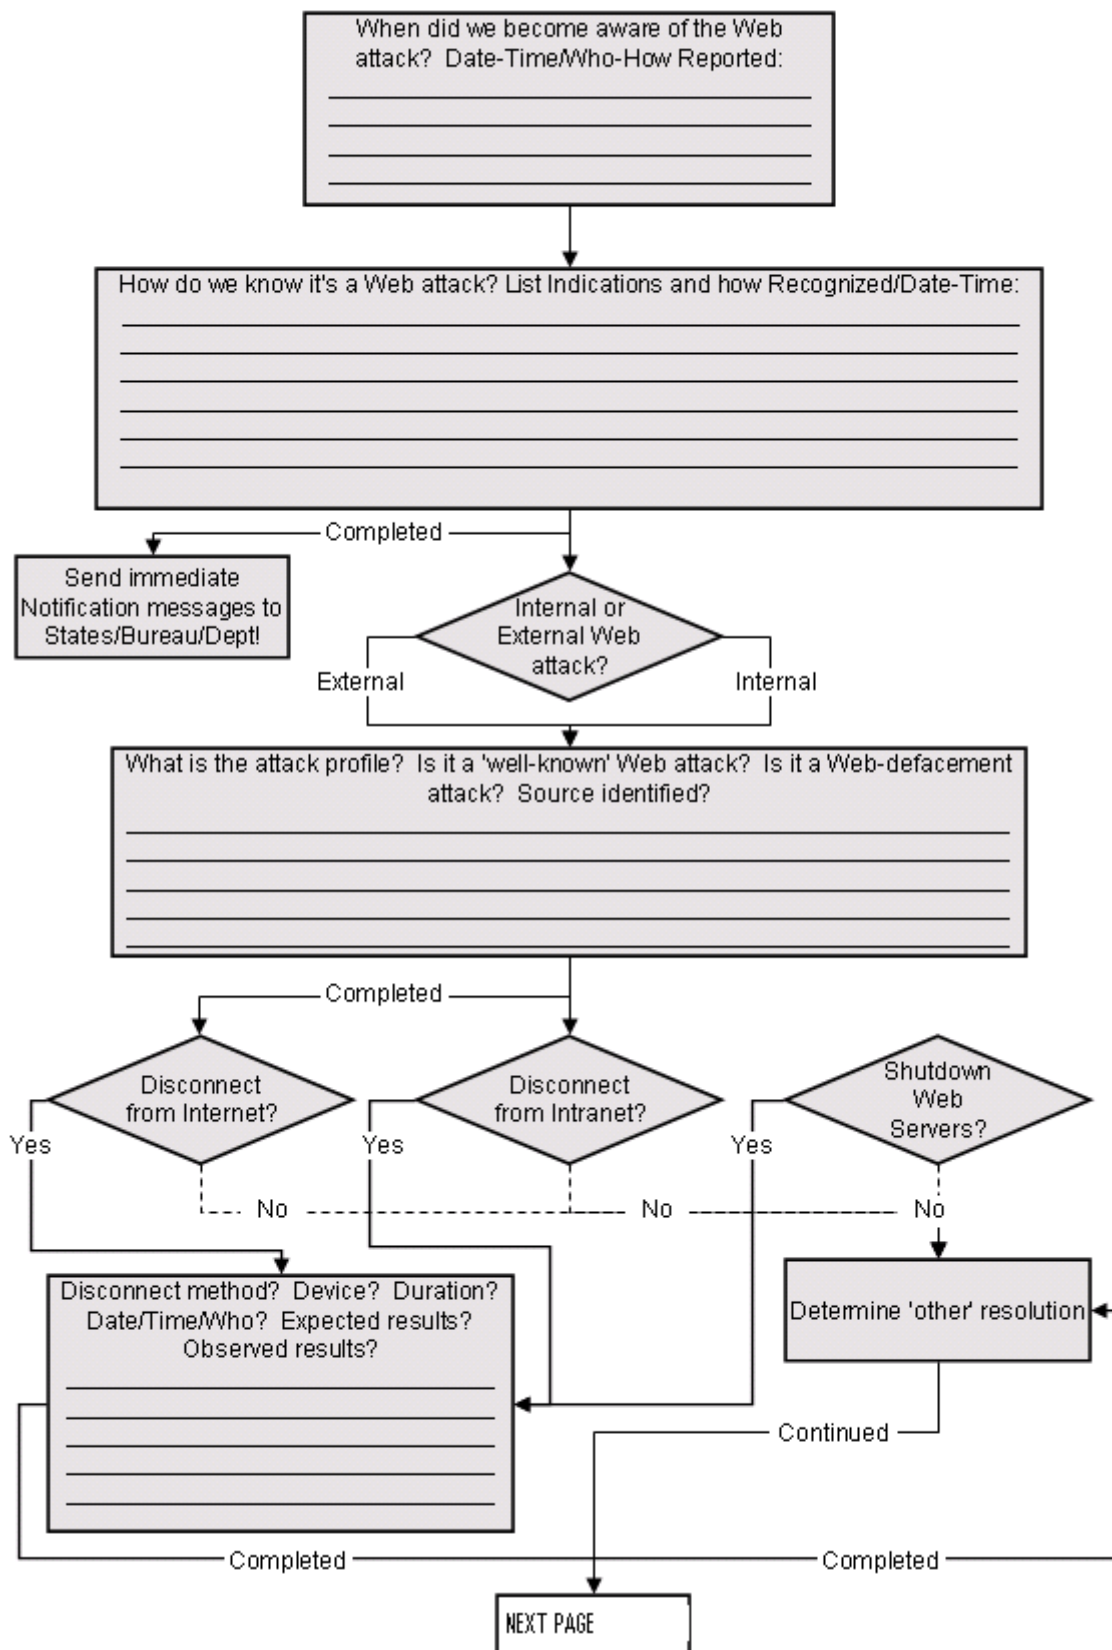 When did we become aware of the Web
attack?  Date-Time/Who-How Reported:
How do we know it's a Web attack? List Indications and how Recognized/Date-Time:
Completed
Send immediate
Notification messages to
States/Bureau/Dept!
Internal or
External Web
attack?
External
Internal
What is the attack profile?  Is it a 'well-known' Web attack?  Is it a Web-defacement
attack?  Source identified?
Completed
Disconnect
from Internet?
Disconnect
from Intranet?
Shutdown
Web
Servers?
Yes
Yes
Yes
No
No
No
Disconnect method?  Device?  Duration?
Date/Time/Who?  Expected results?
Observed results?
Determine 'other' resolution
Continued
Completed
Completed
NEXT PAGE